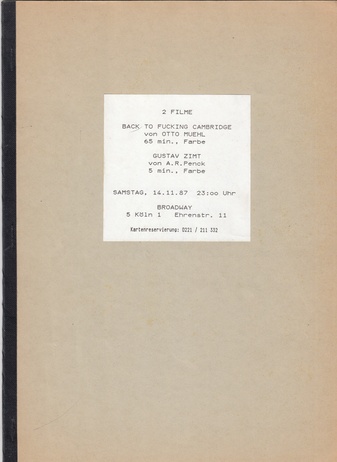 2 FILME
BACK TO FUCKING CAMBRIDGE
von OTTO MUEHL
65 min., Farbe
GUSTAV ZIMT
von A.R.Penck
5 min., Farbe
SAMSTAG, 14.11.87 23:oo Uhr
BROADWAY
5 Köln 1 Ehrenstr. 11
Kartenreservierung: 0221 / 211 332